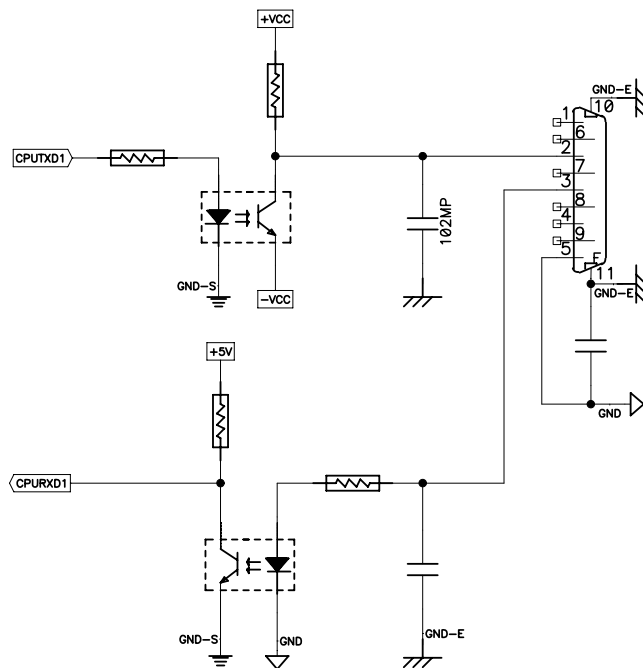 +VCC
GND-E
10
1
6
2
7
3
8
4
9
5
F
11
GND-E
CPUTXD1
102MP
GND-S
-VCC
+5V
GND
CPURXD1
GND-S
GND
GND-E